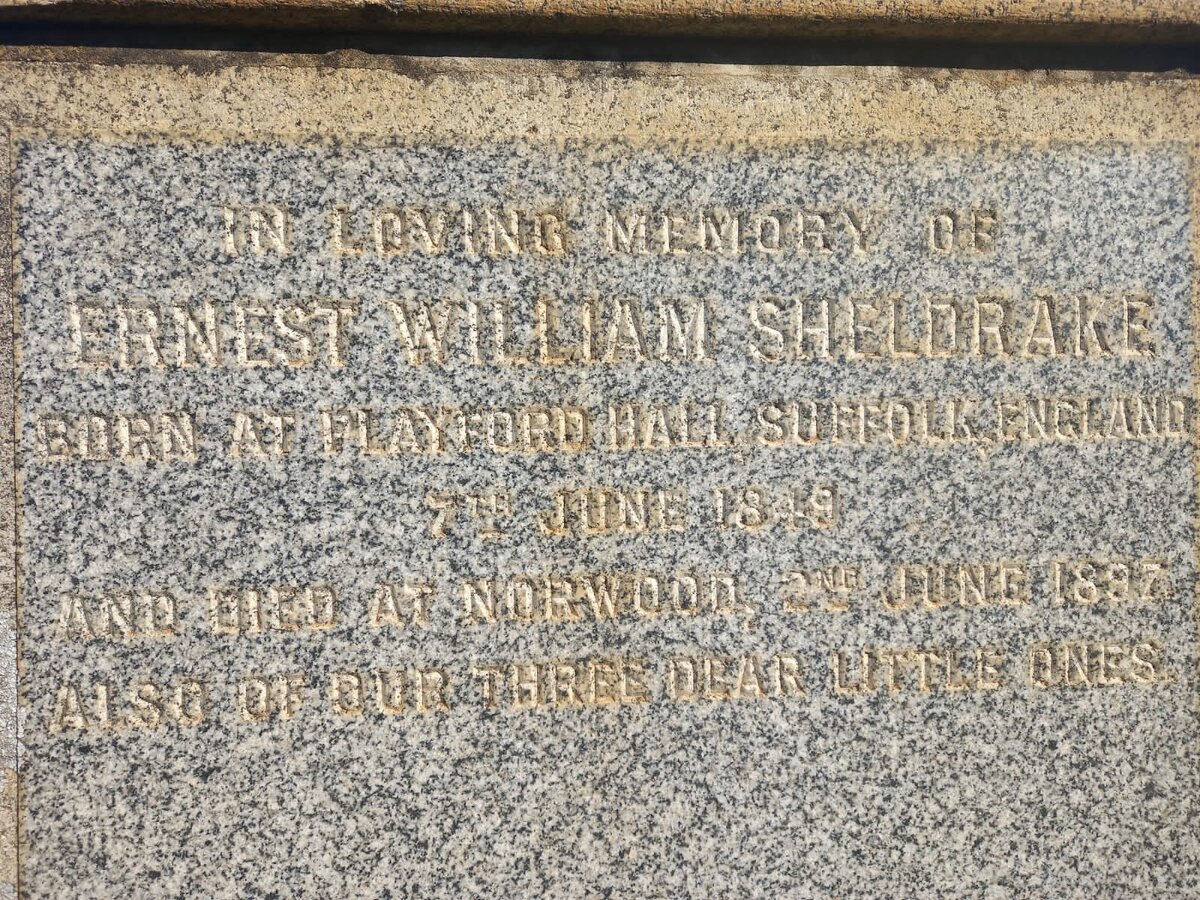 IN LOVING MEMORY OF
ERNEST WILLIAM SHELDRAKE
BORN AT PLAYFORD HALL, SUFFOLK, ENGLAND
7TH JUNE 1849
AND DIED AT NORWOOD, 2ND JUNE 1897.
ALSO OF OUR THREE DEAR LITTLE ONES.